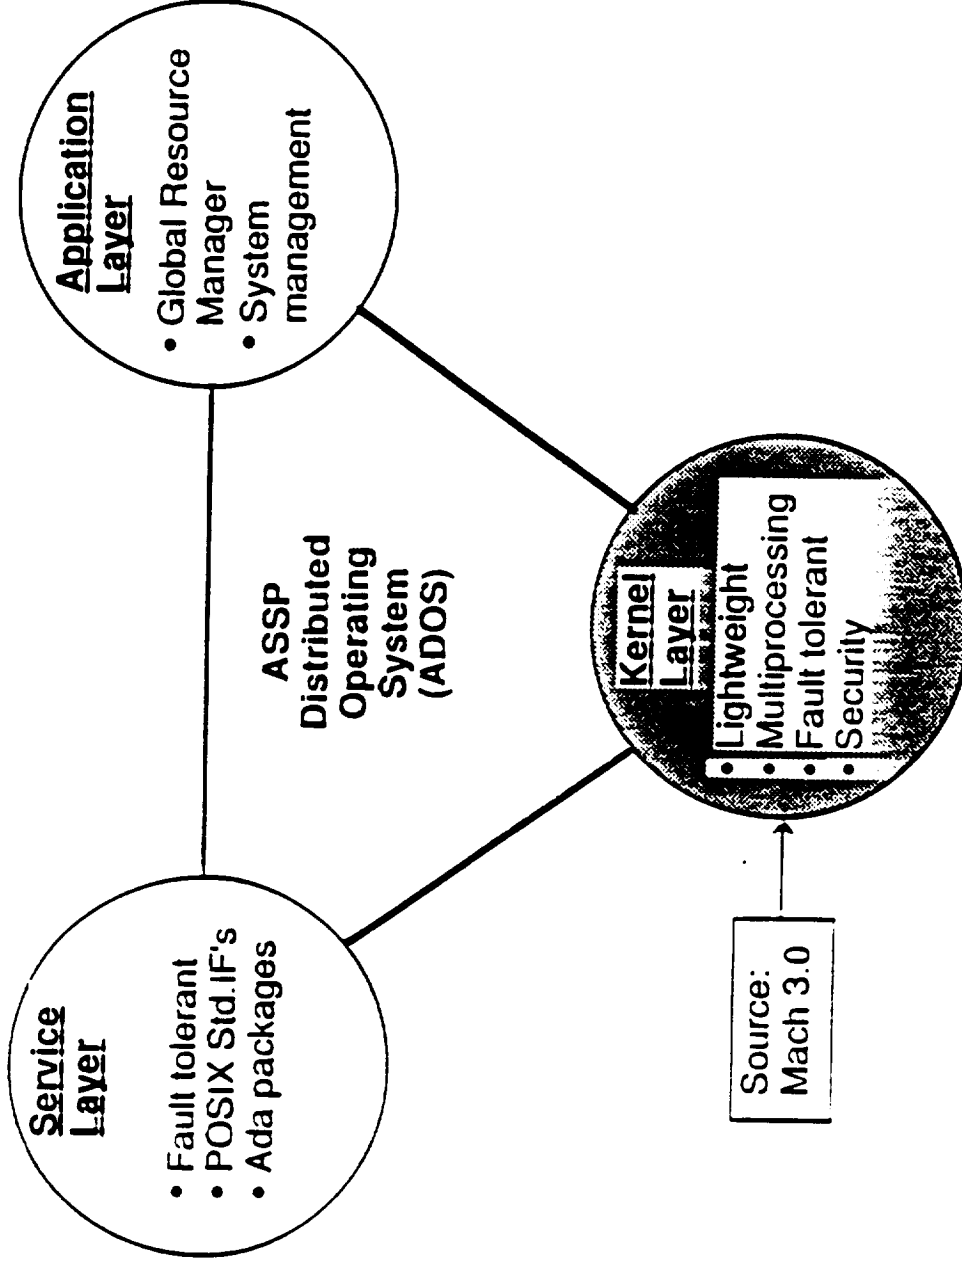 Service
Layer
• Fault tolerant
• POSIX Std.IF's
• Ada packages
Application
Layer
• Global Resource
Manager
• System
management
ASSP
Distributed
Operating
System
(ADOS)
Source:
Mach 3.0
Kernel
Layer
• Lightweight
• Multiprocessing
• Fault tolerant
• Security